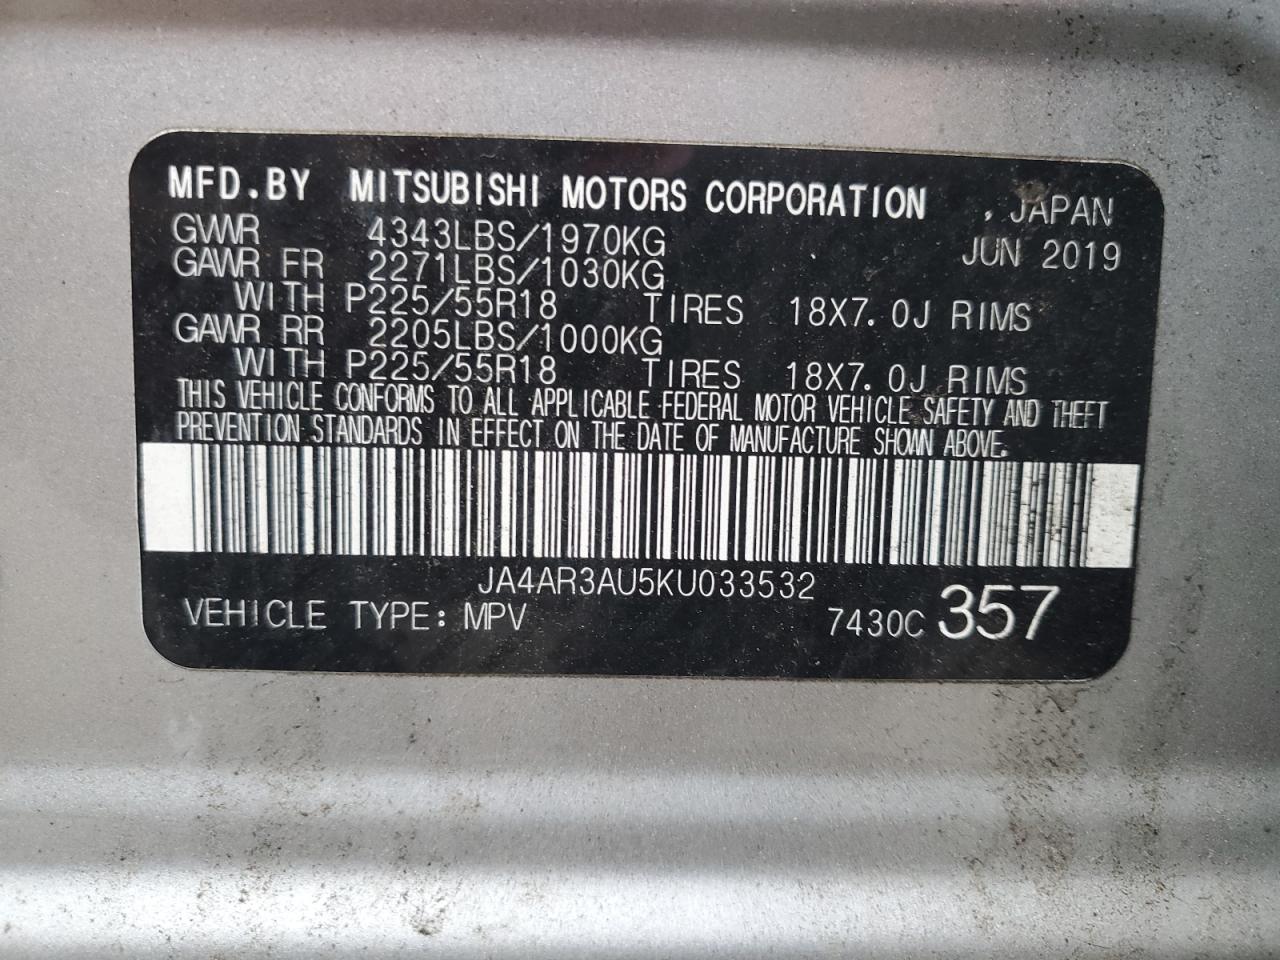 MFD.BY MITSUBISHI MOTORS CORPORATION , JAPAN
GVWR 4343LBS/1970KG JUN 2019
GAWR FR 2271LBS/1030KG
WITH P225/55R18 TIRES 18X7.0J RIMS
GAWR RR 2205LBS/1000KG
WITH P225/55R18 TIRES 18X7.0J RIMS
THIS VEHICLE CONFORMS TO ALL APPLICABLE FEDERAL MOTOR VEHICLE SAFETY AND THEFT
PREVENTION STANDARDS IN EFFECT ON THE DATE OF MANUFACTURE SHOWN ABOVE.
JA4AR3AU5KU033532
VEHICLE TYPE: MPV 7430C 357